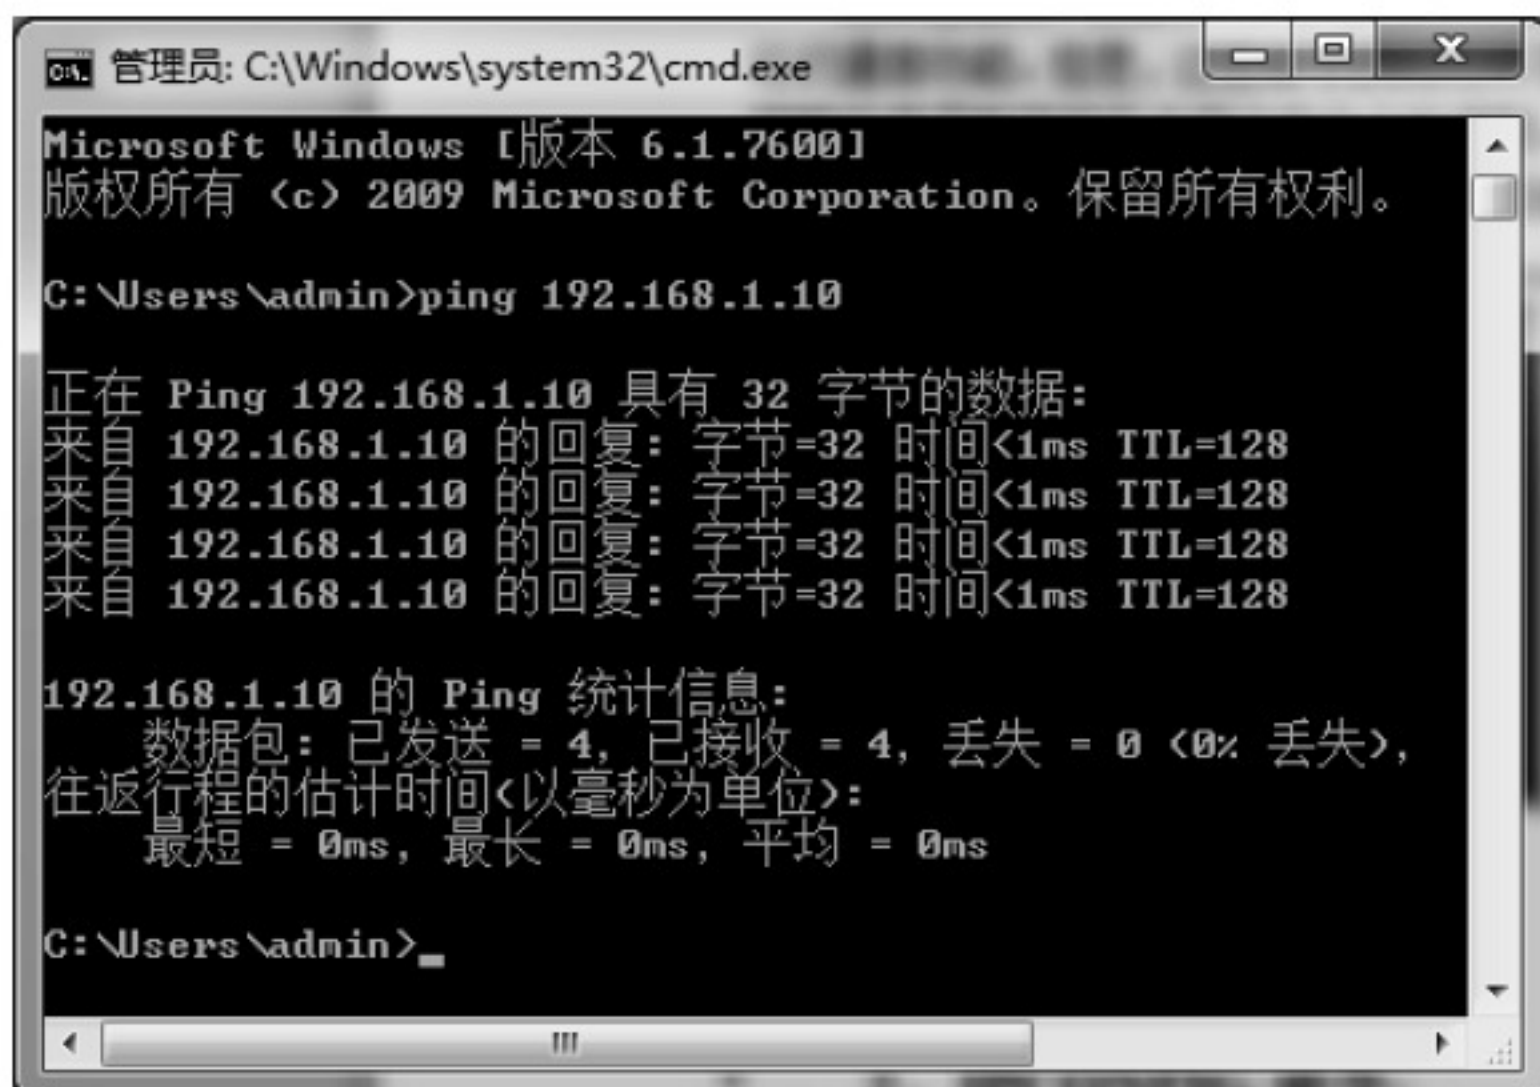 管理员: C:\Windows\system32\cmd.exe
Microsoft Windows [版本 6.1.7600]
版权所有 (c) 2009 Microsoft Corporation。保留所有权利。
C:\Users\admin>ping 192.168.1.10
正在 Ping 192.168.1.10 具有 32 字节的数据:
来自 192.168.1.10 的回复: 字节=32 时间<1ms TTL=128
来自 192.168.1.10 的回复: 字节=32 时间<1ms TTL=128
来自 192.168.1.10 的回复: 字节=32 时间<1ms TTL=128
来自 192.168.1.10 的回复: 字节=32 时间<1ms TTL=128
192.168.1.10 的 Ping 统计信息:
数据包: 已发送 = 4, 已接收 = 4, 丢失 = 0 (0% 丢失),
往返行程的估计时间(以毫秒为单位):
最短 = 0ms, 最长 = 0ms, 平均 = 0ms
C:\Users\admin>_